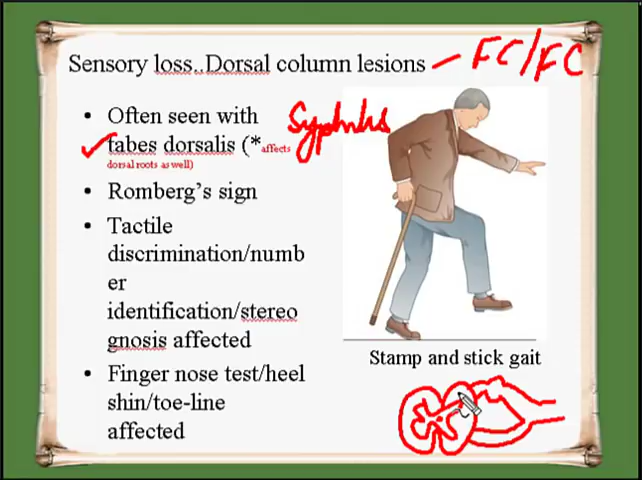 Sensory loss..Dorsal column lesions – FC/FC
• Often seen with
tabes dorsalis (*affects
dorsal roots as well)
Syphilis
• Romberg's sign
• Tactile
discrimination/numb
er
identification/stereo
gnosis affected
• Finger nose test/heel
shin/toe-line
affected
Stamp and stick gait